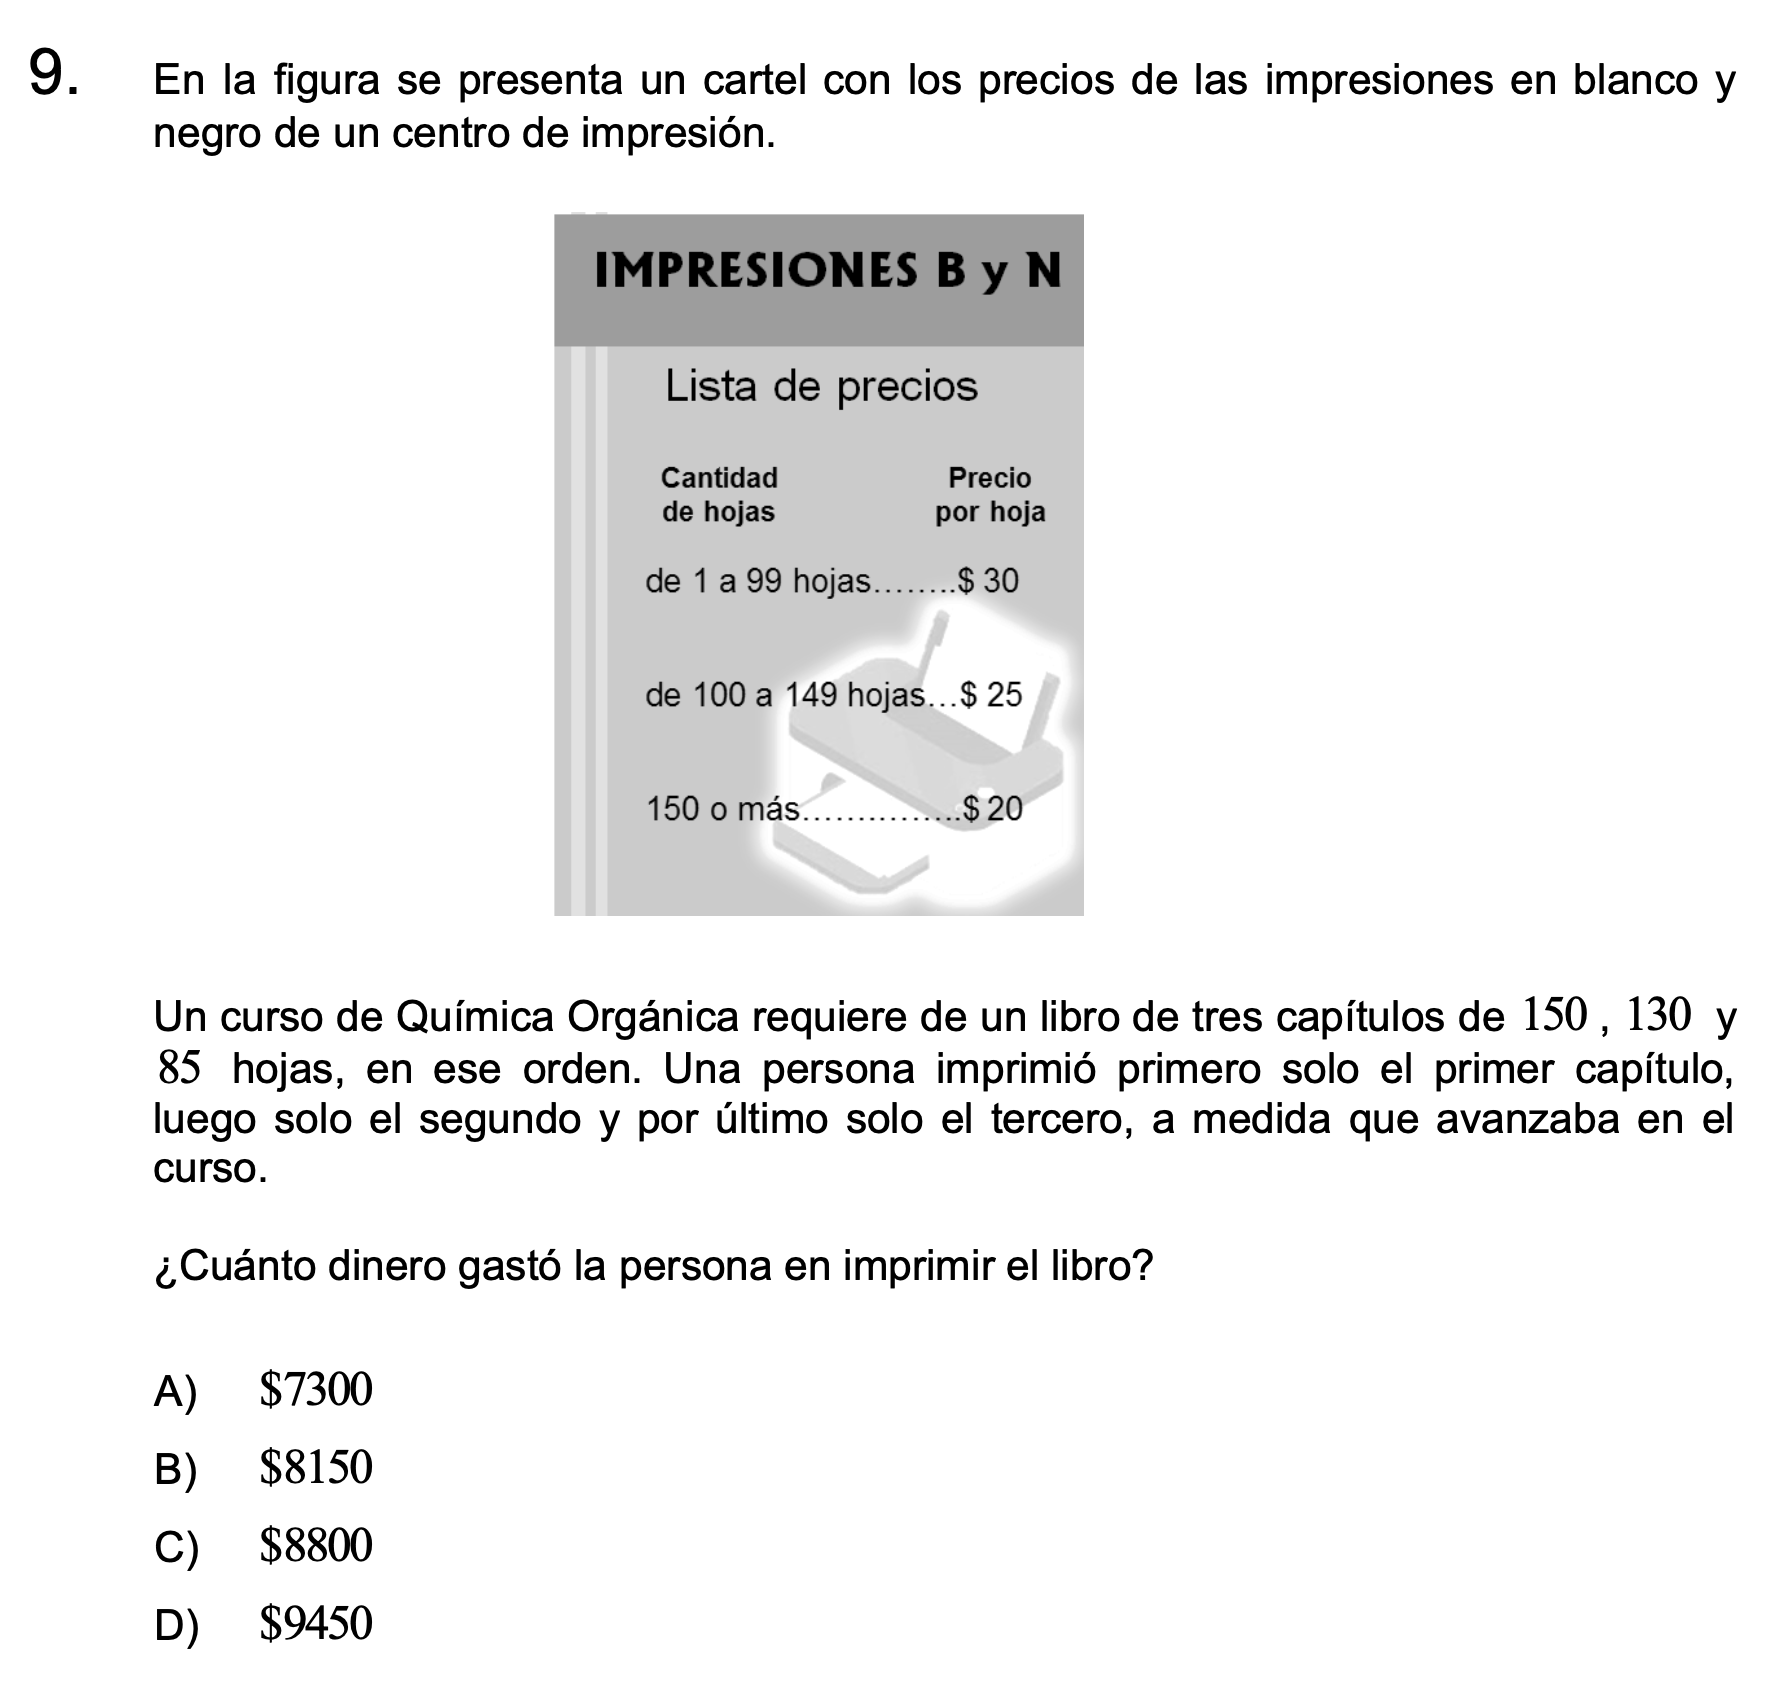 9. En la figura se presenta un cartel con los precios de las impresiones en blanco y
negro de un centro de impresión.
IMPRESIONES B y N
Lista de precios
Cantidad Precio
de hojas por hoja
de 1 a 99 hojas........$ 30
de 100 a 149 hojas...$ 25
150 o más...............$ 20
Un curso de Química Orgánica requiere de un libro de tres capítulos de 150 , 130 y
85 hojas, en ese orden. Una persona imprimió primero solo el primer capítulo,
luego solo el segundo y por último solo el tercero, a medida que avanzaba en el
curso.
¿Cuánto dinero gastó la persona en imprimir el libro?
A) $7300
B) $8150
C) $8800
D) $9450